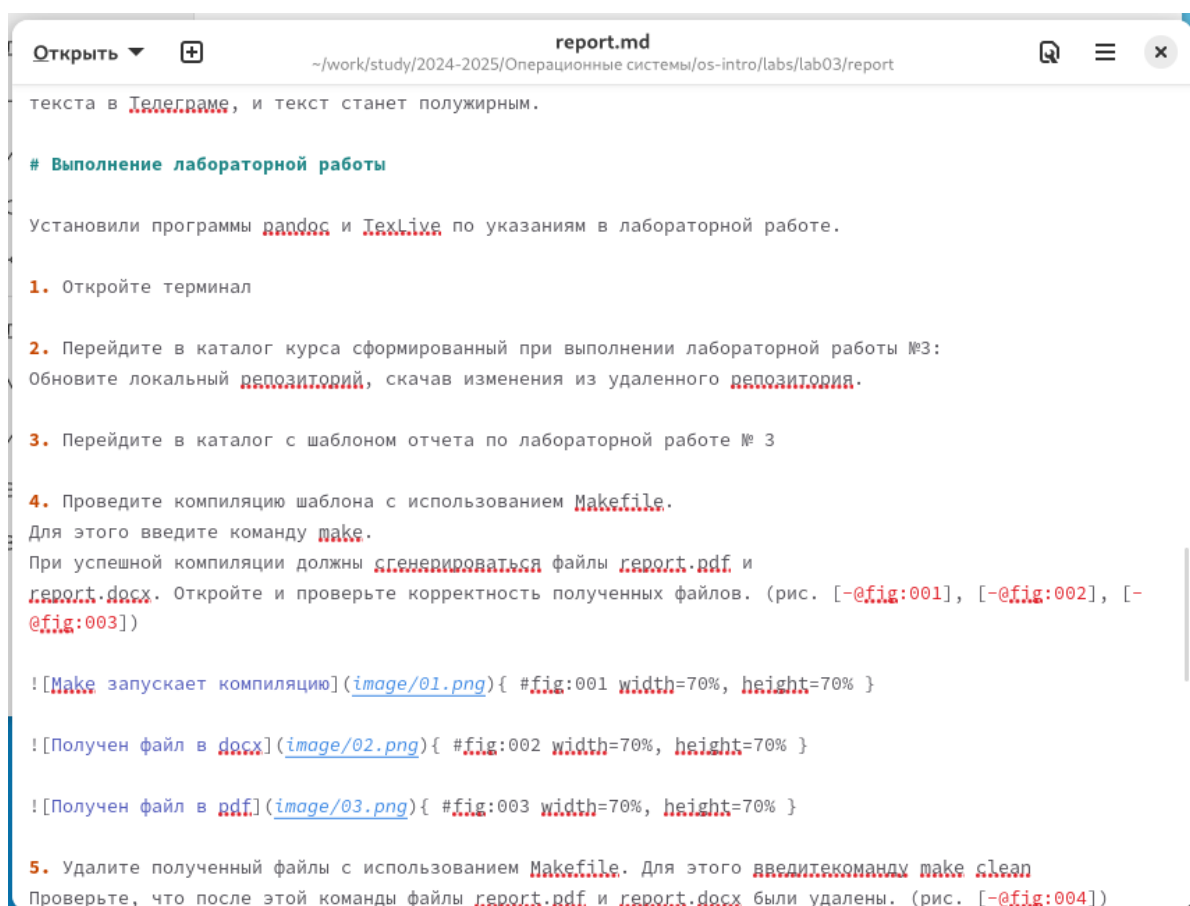 Открыть
report.md
~/work/study/2024-2025/Операционные системы/os-intro/labs/lab03/report
текста в Телеграме, и текст станет полужирным.
# Выполнение лабораторной работы
Установили программы pandoc и TexLive по указаниям в лабораторной работе.
1. Откройте терминал
2. Перейдите в каталог курса сформированный при выполнении лабораторной работы №3:
Обновите локальный репозиторий, скачав изменения из удаленного репозитория.
3. Перейдите в каталог с шаблоном отчета по лабораторной работе № 3
4. Проведите компиляцию шаблона с использованием Makefile.
Для этого введите команду make.
При успешной компиляции должны сгенерироваться файлы report.pdf и
report.docx. Откройте и проверьте корректность полученных файлов. (рис. [-@fig:001], [-@fig:002], [-
@fig:003])
![Make запускает компиляцию](image/01.png){ #fig:001 width=70%, height=70% }
![Получен файл в docx](image/02.png){ #fig:002 width=70%, height=70% }
![Получен файл в pdf](image/03.png){ #fig:003 width=70%, height=70% }
5. Удалите полученный файлы с использованием Makefile. Для этого введитекоманду make clean
Проверьте, что после этой команды файлы report.pdf и report.docx были удалены. (рис. [-@fig:004])